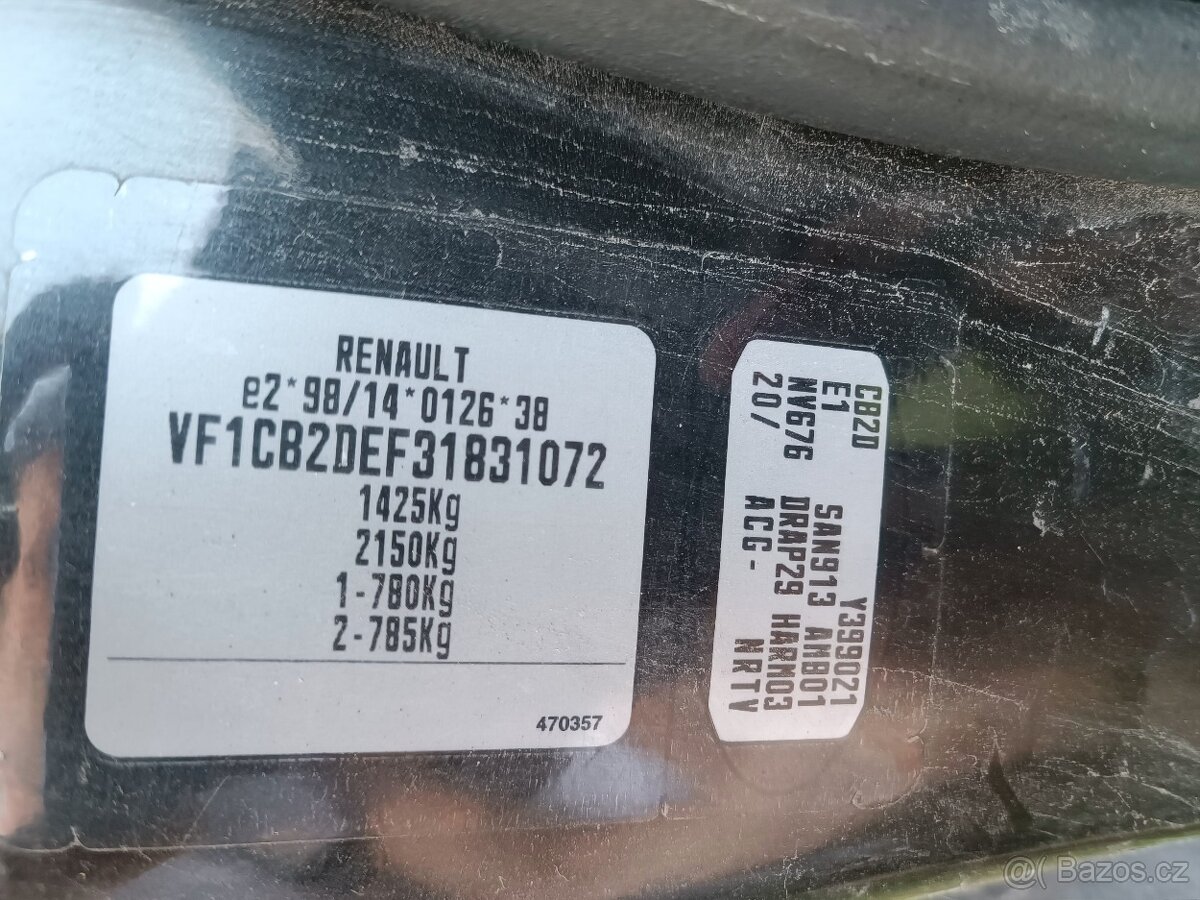 RENAULT
e2*98/14*0126*38
VF1CB2DEF31831072
1425Kg
2150Kg
1-780Kg
2-785Kg
470357
CB2D Y399021
E1 SAN913 AMB01
NV676 DRAP29 HARM03
20/ ACG - NRTV
@( Bazos.cz